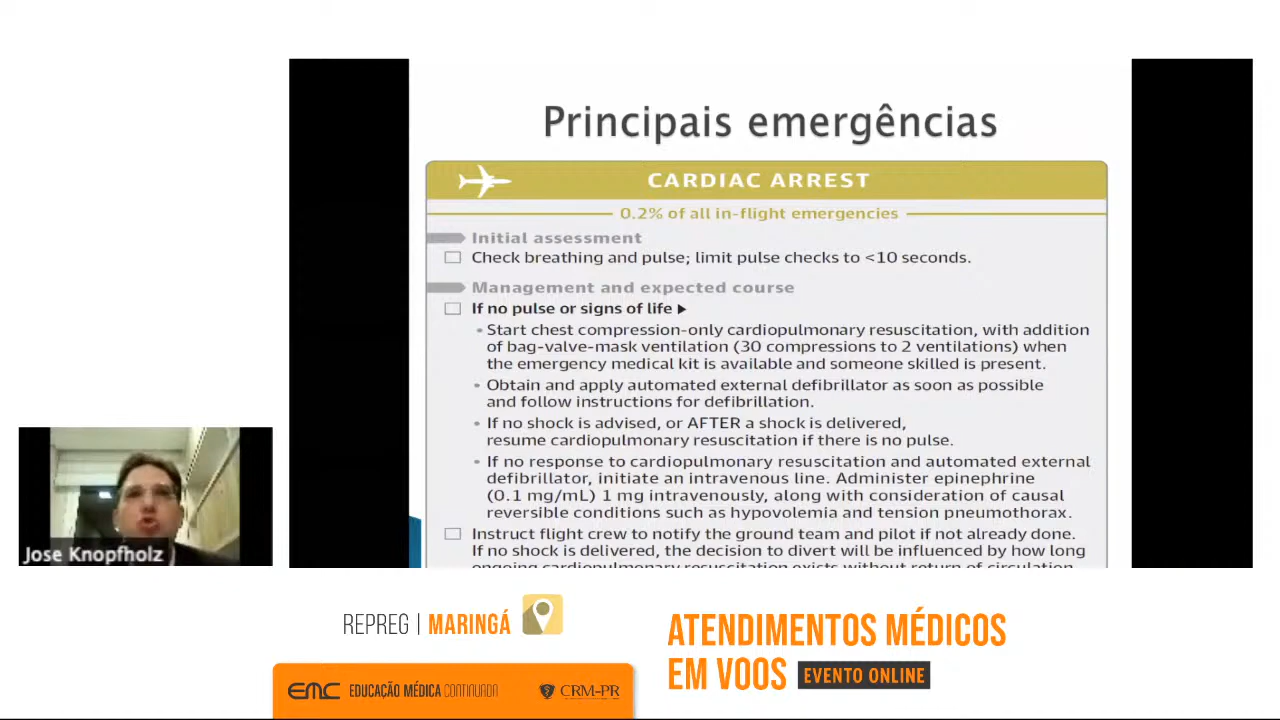 Principais emergências
CARDIAC ARREST
0.2% of all in-flight emergencies
Initial assessment
Check breathing and pulse; limit pulse checks to <10 seconds.
Management and expected course
If no pulse or signs of life ▶
• Start chest compression-only cardiopulmonary resuscitation, with addition
of bag-valve-mask ventilation (30 compressions to 2 ventilations) when
the emergency medical kit is available and someone skilled is present.
• Obtain and apply automated external defibrillator as soon as possible
and follow instructions for defibrillation.
• If no shock is advised, or AFTER a shock is delivered,
resume cardiopulmonary resuscitation if there is no pulse.
• If no response to cardiopulmonary resuscitation and automated external
defibrillator, initiate an intravenous line. Administer epinephrine
(0.1 mg/mL) 1 mg intravenously, along with consideration of causal
reversible conditions such as hypovolemia and tension pneumothorax.
Instruct flight crew to notify the ground team and pilot if not already done.
If no shock is delivered, the decision to divert will be influenced by how long
ongoing cardiopulmonary resuscitation exists without return of circulation
Jose Knopfholz
REPREG | MARINGÁ
ATENDIMENTOS MÉDICOS
EM VOOS EVENTO ONLINE
EMC EDUCAÇÃO MÉDICA CONTINUADA CRM-PR